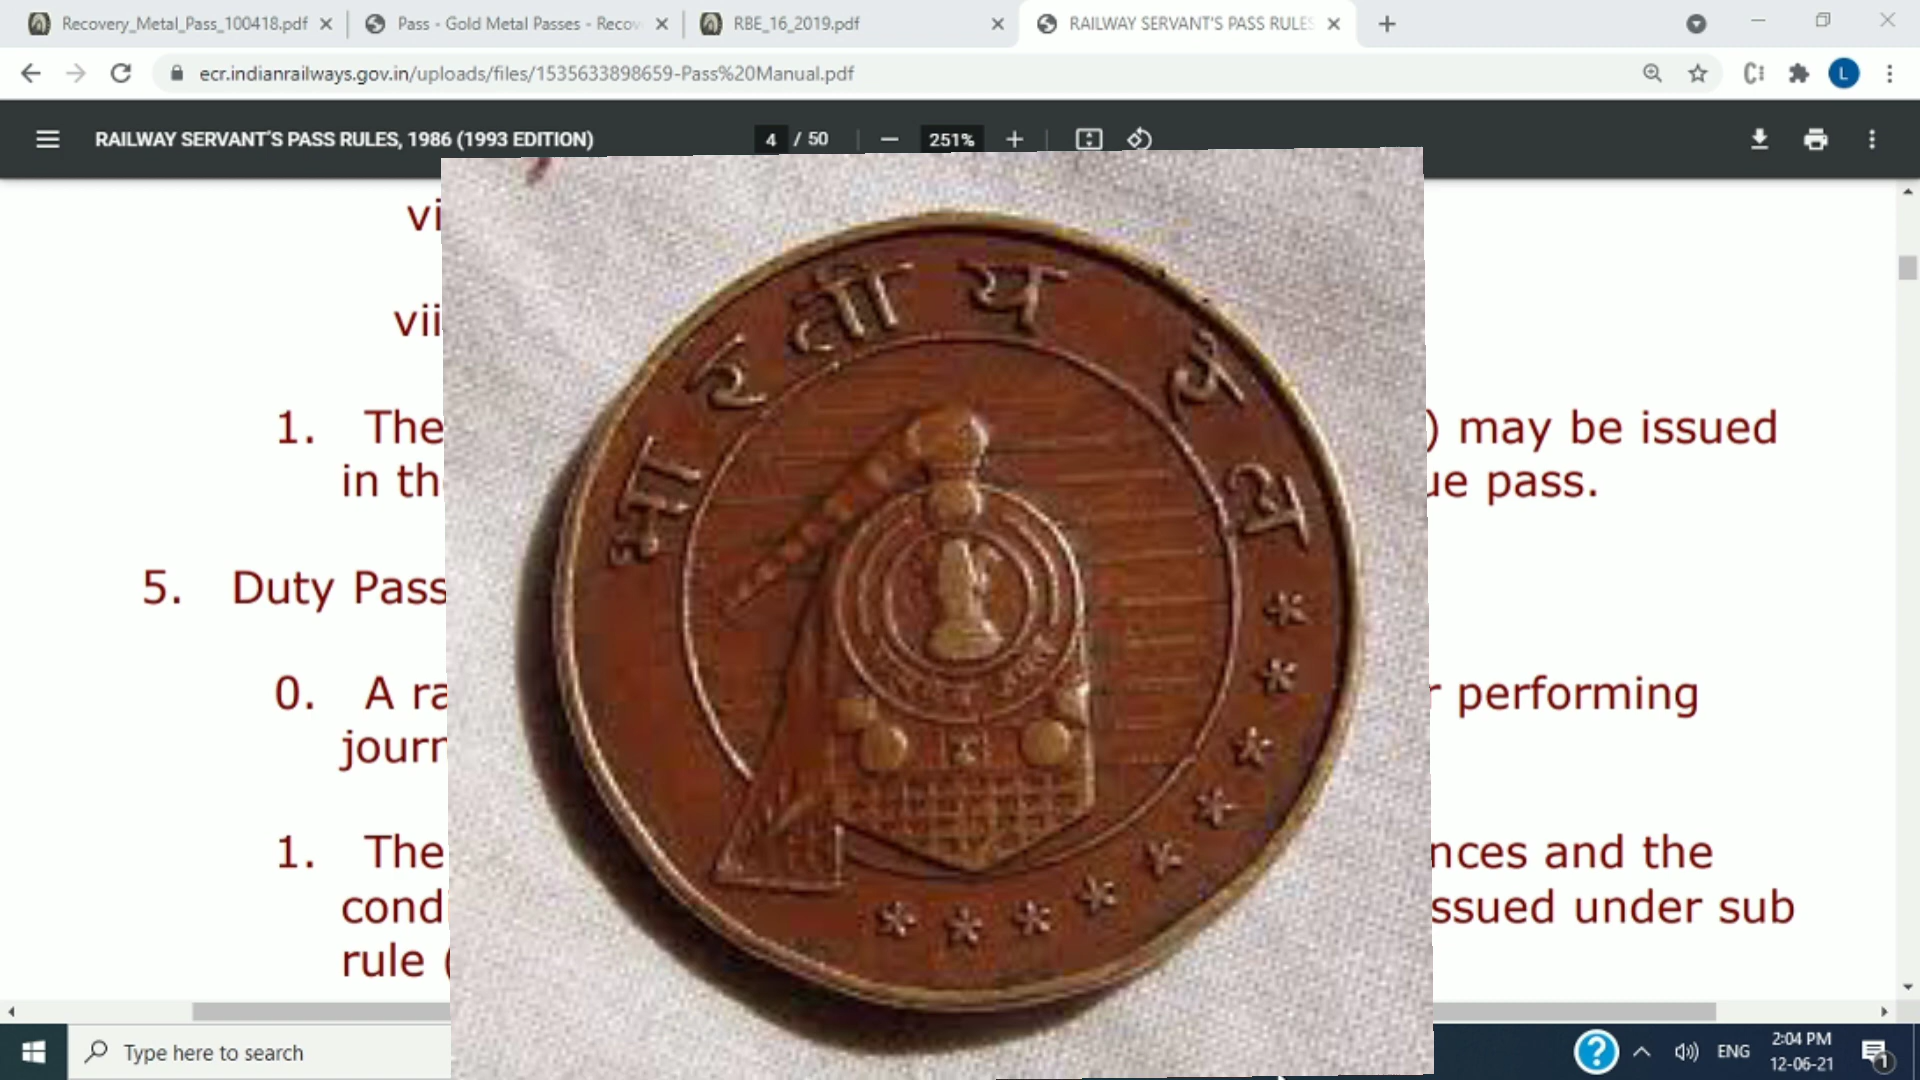 Recovery_Metal_Pass_100418.pdf
Pass - Gold Metal Passes - Recov
RBE_16_2019.pdf
RAILWAY SERVANT'S PASS RULES
ecr.indianrailways.gov.in/uploads/files/1535633898659-Pass%20Manual.pdf
L
RAILWAY SERVANT'S PASS RULES, 1986 (1993 EDITION)
4 / 50
251%
vi
vii
1. The
) may be issued
in th
ue pass.
5. Duty Pass
0. A ra
r performing
journ
1. The
nces and the
cond
ssued under sub
rule (
भारतीय रेल
Type here to search
ENG
2:04 PM
12-06-21
1